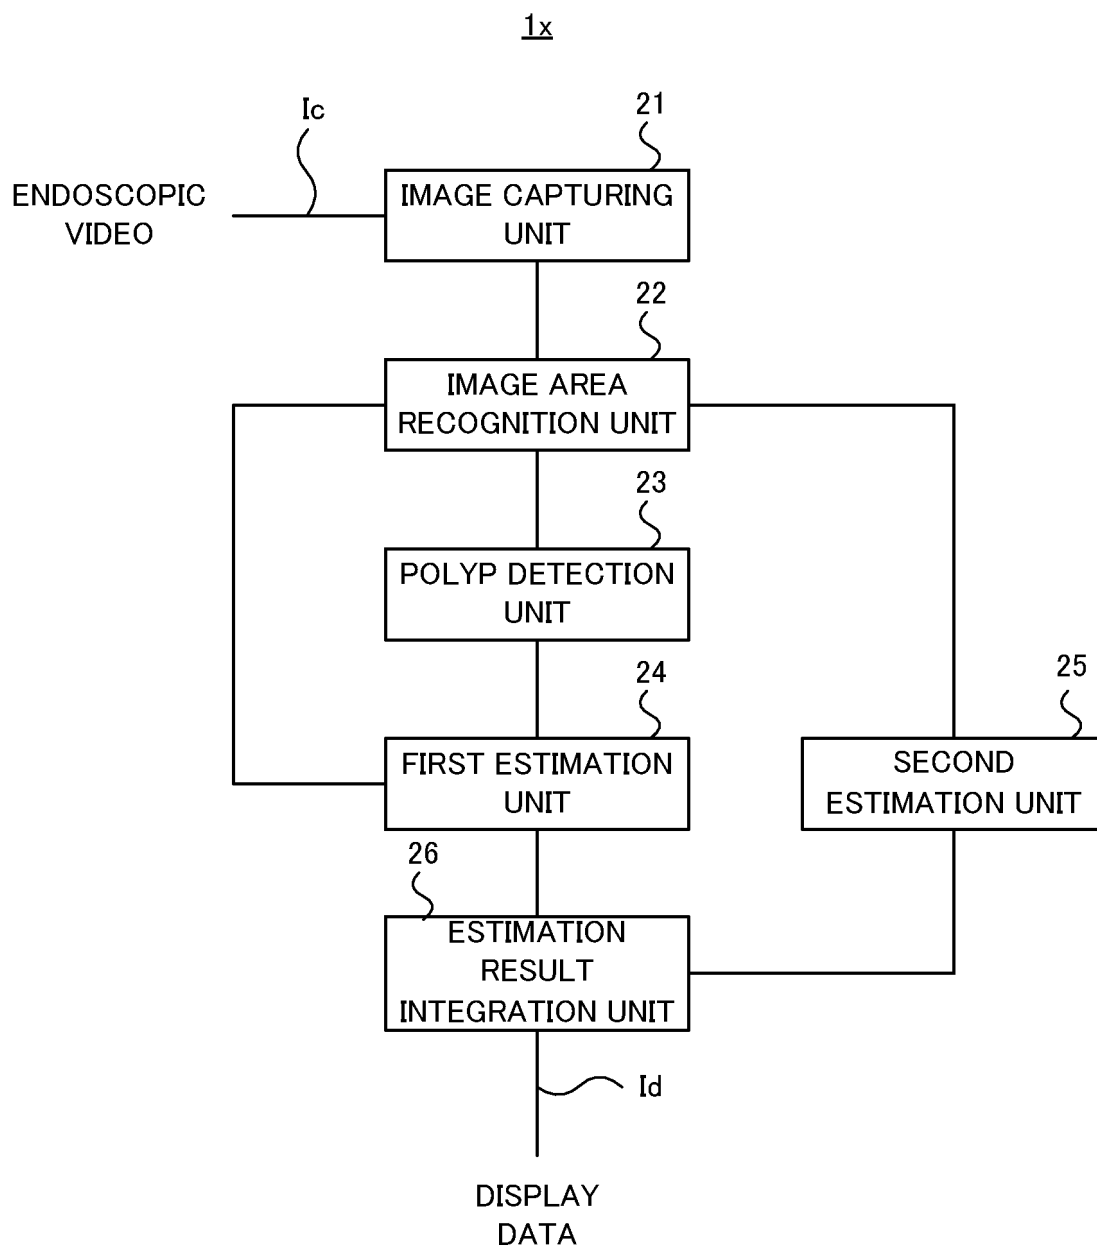 1x
Ic
21
ENDOSCOPIC
VIDEO
IMAGE CAPTURING
UNIT
22
IMAGE AREA
RECOGNITION UNIT
23
POLYP DETECTION
UNIT
24
FIRST ESTIMATION
UNIT
25
SECOND
ESTIMATION UNIT
26
ESTIMATION
RESULT
INTEGRATION UNIT
Id
DISPLAY
DATA